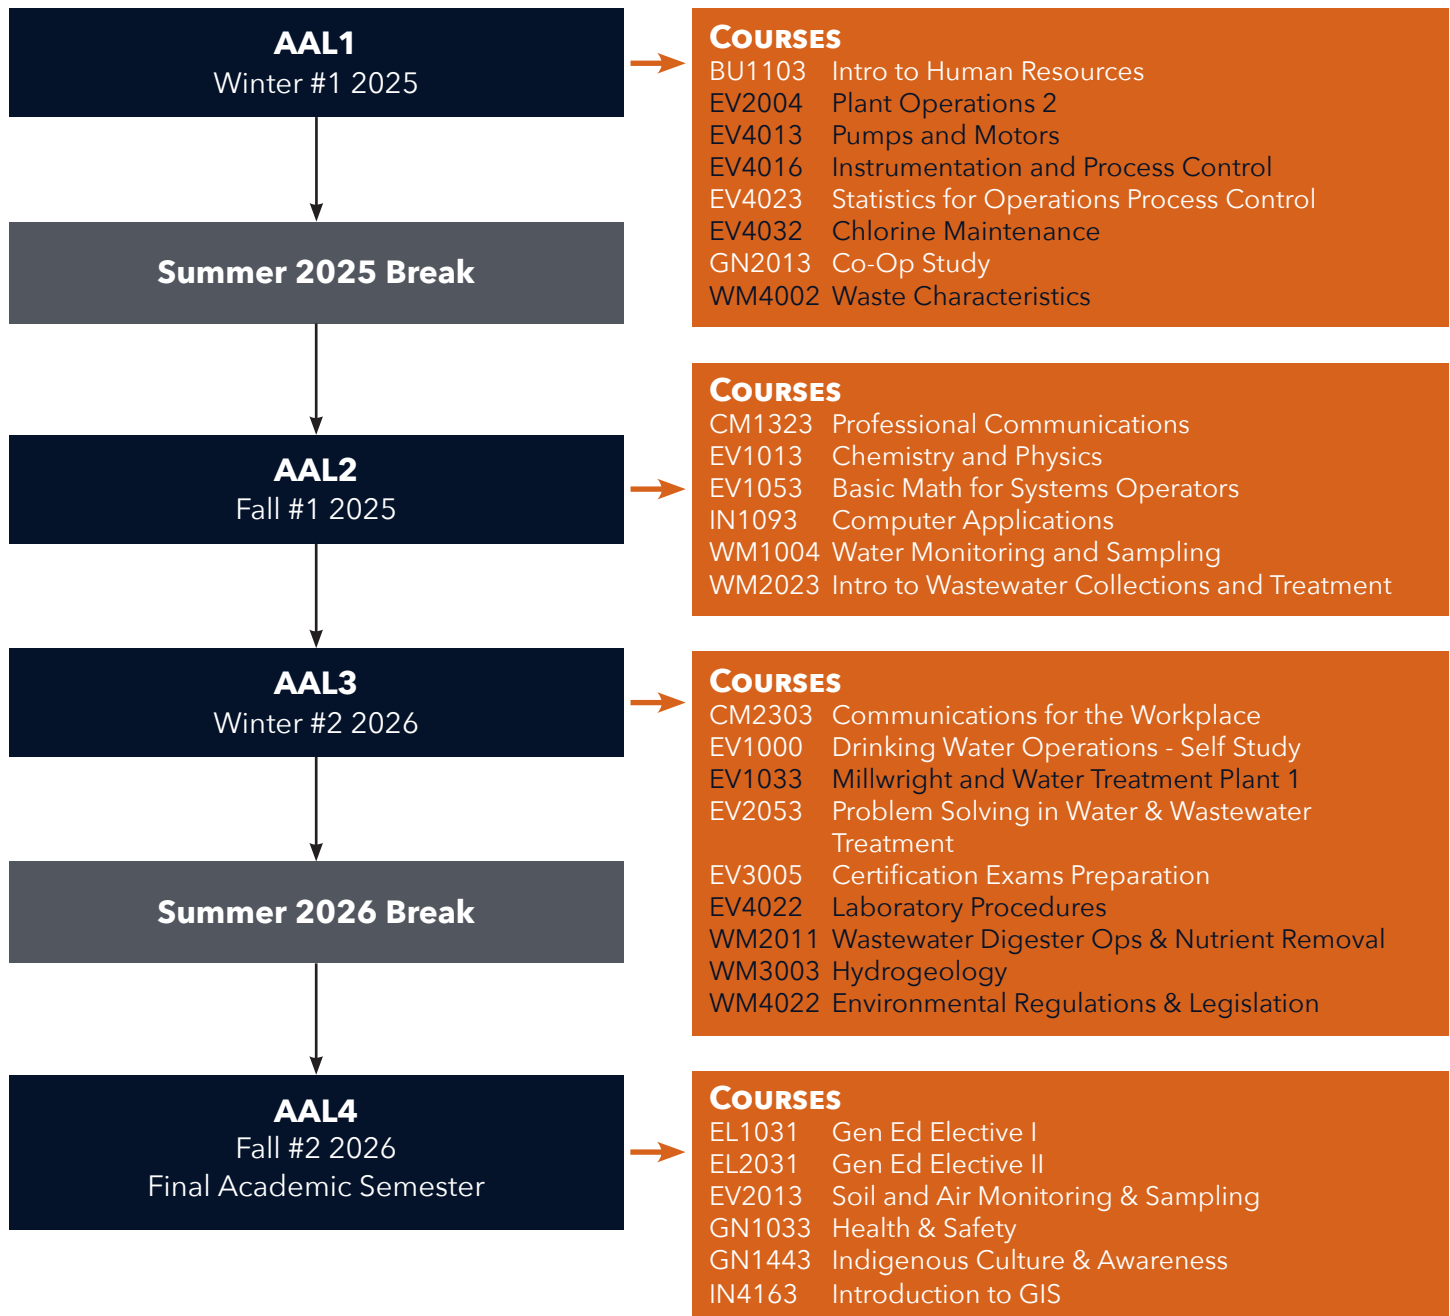 AAL1
Winter #1 2025
COURSES
BU1103 Intro to Human Resources
EV2004 Plant Operations 2
EV4013 Pumps and Motors
EV4016 Instrumentation and Process Control
EV4023 Statistics for Operations Process Control
EV4032 Chlorine Maintenance
GN2013 Co-Op Study
WM4002 Waste Characteristics
Summer 2025 Break
AAL2
Fall #1 2025
COURSES
CM1323 Professional Communications
EV1013 Chemistry and Physics
EV1053 Basic Math for Systems Operators
IN1093 Computer Applications
WM1004 Water Monitoring and Sampling
WM2023 Intro to Wastewater Collections and Treatment
AAL3
Winter #2 2026
COURSES
CM2303 Communications for the Workplace
EV1000 Drinking Water Operations - Self Study
EV1033 Millwright and Water Treatment Plant 1
EV2053 Problem Solving in Water & Wastewater
Treatment
EV3005 Certification Exams Preparation
EV4022 Laboratory Procedures
WM2011 Wastewater Digester Ops & Nutrient Removal
WM3003 Hydrogeology
WM4022 Environmental Regulations & Legislation
Summer 2026 Break
AAL4
Fall #2 2026
Final Academic Semester
COURSES
EL1031 Gen Ed Elective I
EL2031 Gen Ed Elective II
EV2013 Soil and Air Monitoring & Sampling
GN1033 Health & Safety
GN1443 Indigenous Culture & Awareness
IN4163 Introduction to GIS